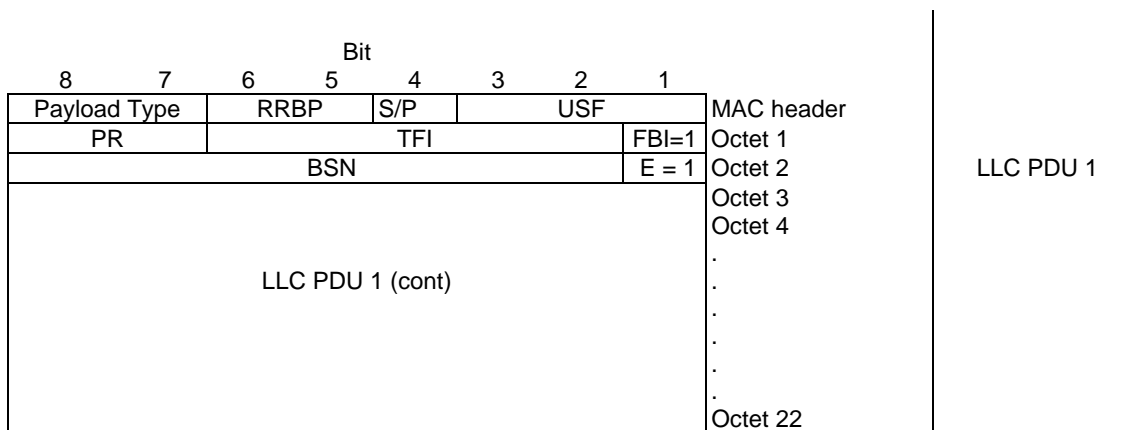 Bit
8 7 6 5 4 3 2 1
Payload Type RRBP S/P USF MAC header
PR TFI FBI=1 Octet 1
BSN E = 1 Octet 2 LLC PDU 1
Octet 3
Octet 4
.
LLC PDU 1 (cont) .
.
.
.
.
Octet 22